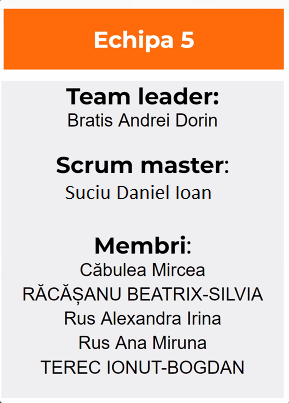 Echipa 5
Team leader:
Bratis Andrei Dorin
Scrum master:
Suciu Daniel Ioan
Membri:
Căbulea Mircea
RĂCĂȘANU BEATRIX-SILVIA
Rus Alexandra Irina
Rus Ana Miruna
TEREC IONUT-BOGDAN